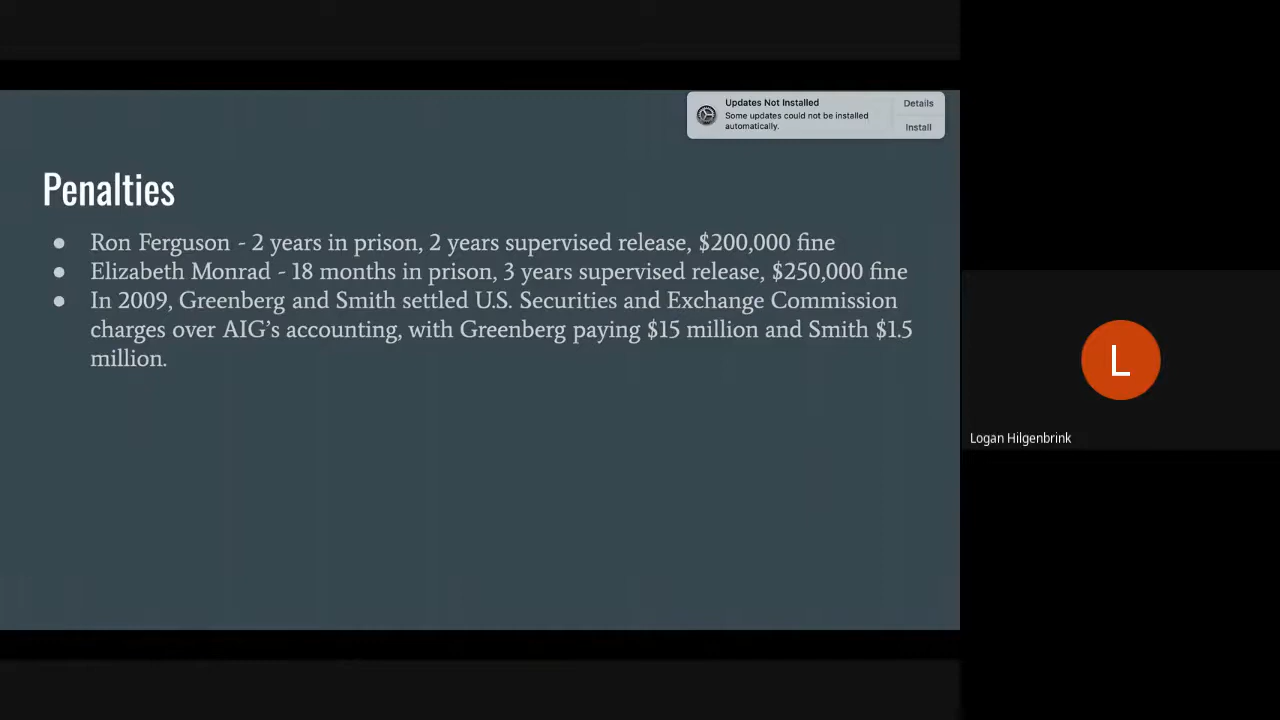 Updates Not Installed
Details
Some updates could not be installed
automatically.
Install
Penalties
● Ron Ferguson - 2 years in prison, 2 years supervised release, $200,000 fine
● Elizabeth Monrad - 18 months in prison, 3 years supervised release, $250,000 fine
● In 2009, Greenberg and Smith settled U.S. Securities and Exchange Commission
charges over AIG’s accounting, with Greenberg paying $15 million and Smith $1.5
million.
L
Logan Hilgenbrink